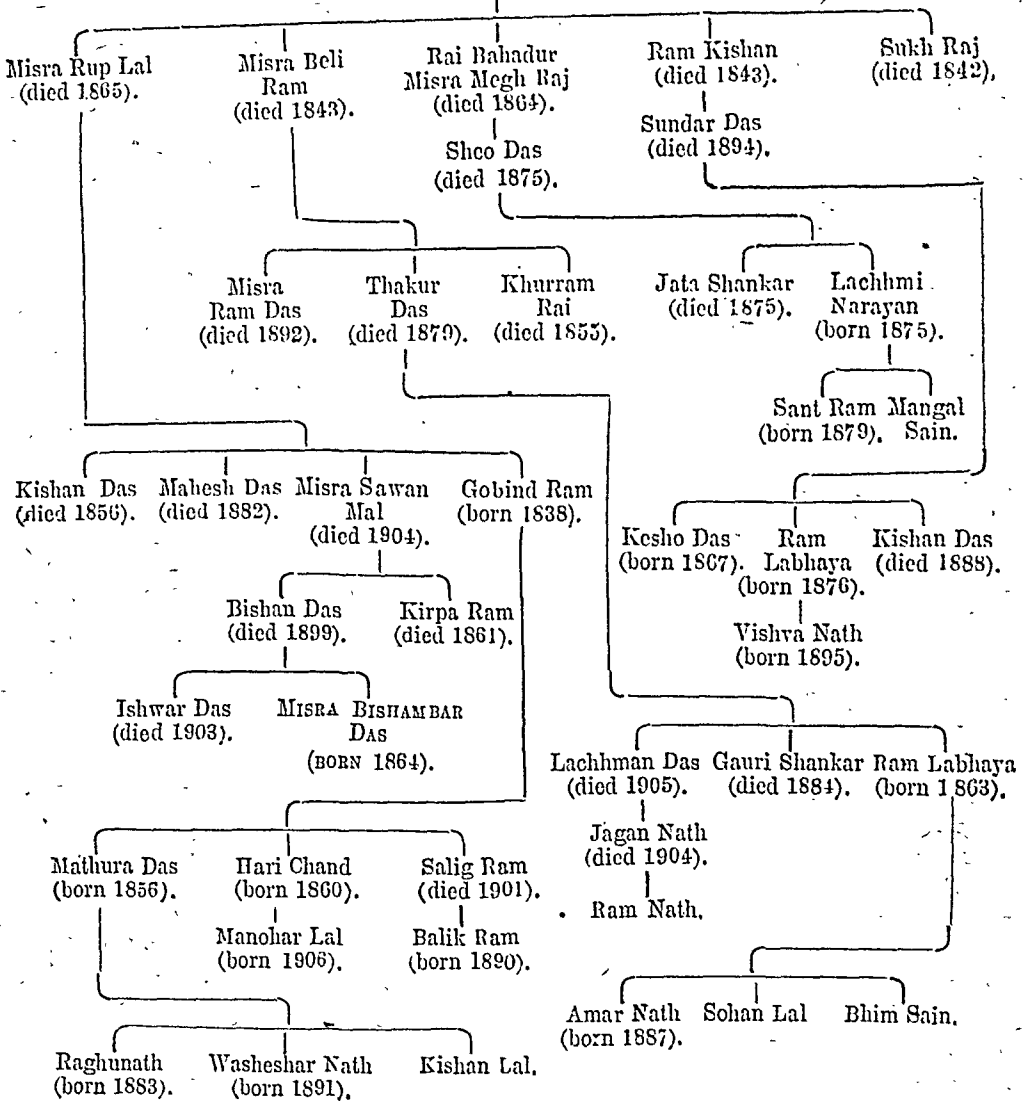 Misra Rup Lal
(died 1865).
Misra Beli
Ram
(died 1843).
Rai Bahadur
Misra Megh Raj
(died 1864).
Ram Kishan
(died 1843).
Sukh Raj
(died 1842).
Sheo Das
(died 1875).
Sundar Das
(died 1894).
Misra
Ram Das
(died 1892).
Thakur
Das
(died 1879).
Khurram
Rai
(died 1855).
Jata Shankar
(died 1875).
Lachhmi
Narayan
(born 1875).
Sant Ram
(born 1879).
Mangal
Sain.
Kishan Das
(died 1856).
Mahesh Das
(died 1882).
Misra Sawan
Mal
(died 1904).
Gobind Ram
(born 1838).
Kesho Das
(born 1867).
Ram
Labhaya
(born 1876).
Kishan Das
(died 1888).
Bishan Das
(died 1899).
Kirpa Ram
(died 1861).
Vishva Nath
(born 1895).
Ishwar Das
(died 1903).
MISRA BISHAMBAR
DAS
(BORN 1864).
Lachhman Das
(died 1905).
Gauri Shankar
(died 1884).
Ram Labhaya
(born 1863).
Jagan Nath
(died 1904).
Ram Nath.
Mathura Das
(born 1856).
Hari Chand
(born 1860).
Salig Ram
(died 1901).
Manohar Lal
(born 1906).
Balik Ram
(born 1890).
Amar Nath
(born 1887).
Sohan Lal
Bhim Sain.
Raghunath
(born 1883).
Washeshar Nath
(born 1891).
Kishan Lal.